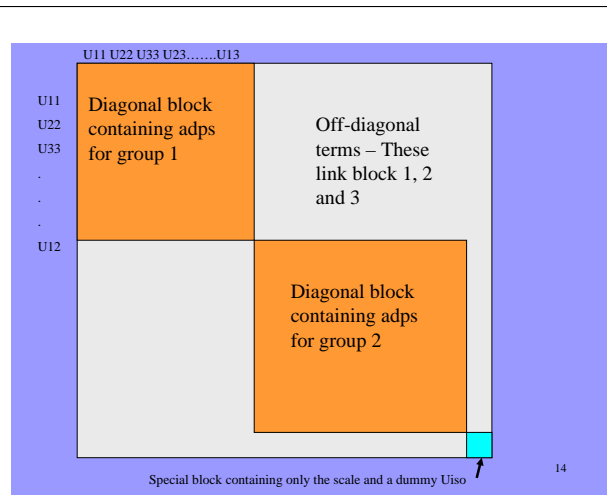 U11 U22 U33 U23.......U13
U11
U22
U33
.
.
.
U12
Diagonal block
containing adps
for group 1
Off-diagonal
terms – These
link block 1, 2
and 3
Diagonal block
containing adps
for group 2
Special block containing only the scale and a dummy Uiso
14